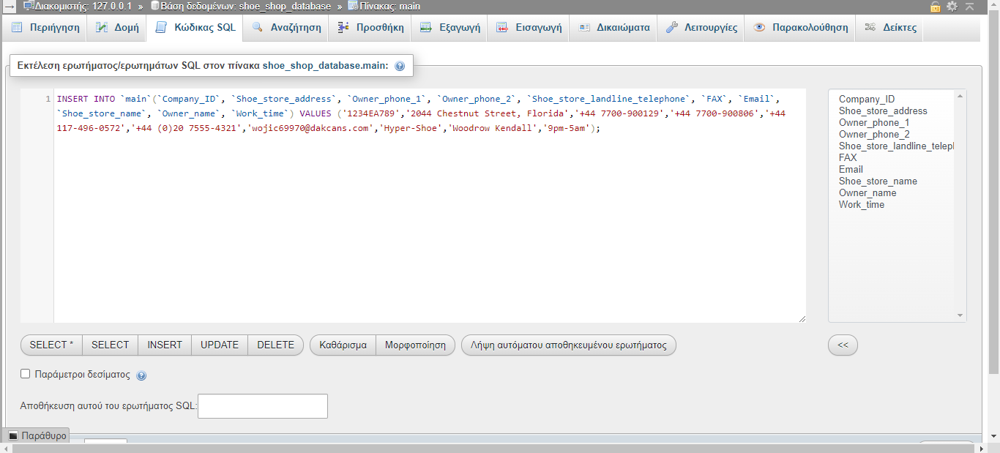 Διακομιστής: 127.0.0.1 » Βάση δεδομένων: shoe_shop_database » Πίνακας: main
Περιήγηση Δομή Κώδικας SQL Αναζήτηση Προσθήκη Εξαγωγή Εισαγωγή Δικαιώματα Λειτουργίες Παρακολούθηση Δείκτες
Εκτέλεση ερωτήματος/ερωτημάτων SQL στον πίνακα shoe_shop_database.main:
1 INSERT INTO `main`(`Company_ID`, `Shoe_store_address`, `Owner_phone_1`, `Owner_phone_2`, `Shoe_store_landline_telephone`, `FAX`, `Email`,
`Shoe_store_name`, `Owner_name`, `Work_time`) VALUES ('1234EA789','2044 Chestnut Street, Florida','+44 7700-900129','+44 7700-900806','+44
117-496-0572','+44 (0)20 7555-4321','wojic69970@dakcans.com','Hyper-Shoe','Woodrow Kendall','9pm-5am');
Company_ID
Shoe_store_address
Owner_phone_1
Owner_phone_2
Shoe_store_landline_telepl
FAX
Email
Shoe_store_name
Owner_name
Work_time
SELECT * SELECT INSERT UPDATE DELETE Καθάρισμα Μορφοποίηση Λήψη αυτόματου αποθηκευμένου ερωτήματος <<
Παράμετροι δεσίματος
Αποθήκευση αυτού του ερωτήματος SQL:
Παράθυρο